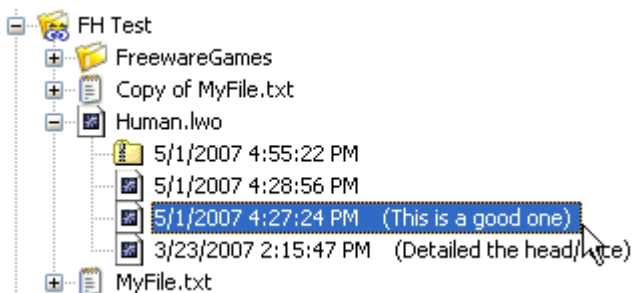 FH Test
FreewareGames
Copy of MyFile.txt
Human.lwo
5/1/2007 4:55:22 PM
5/1/2007 4:28:56 PM
5/1/2007 4:27:24 PM (This is a good one)
3/23/2007 2:15:47 PM (Detailed the
MyFile.txt